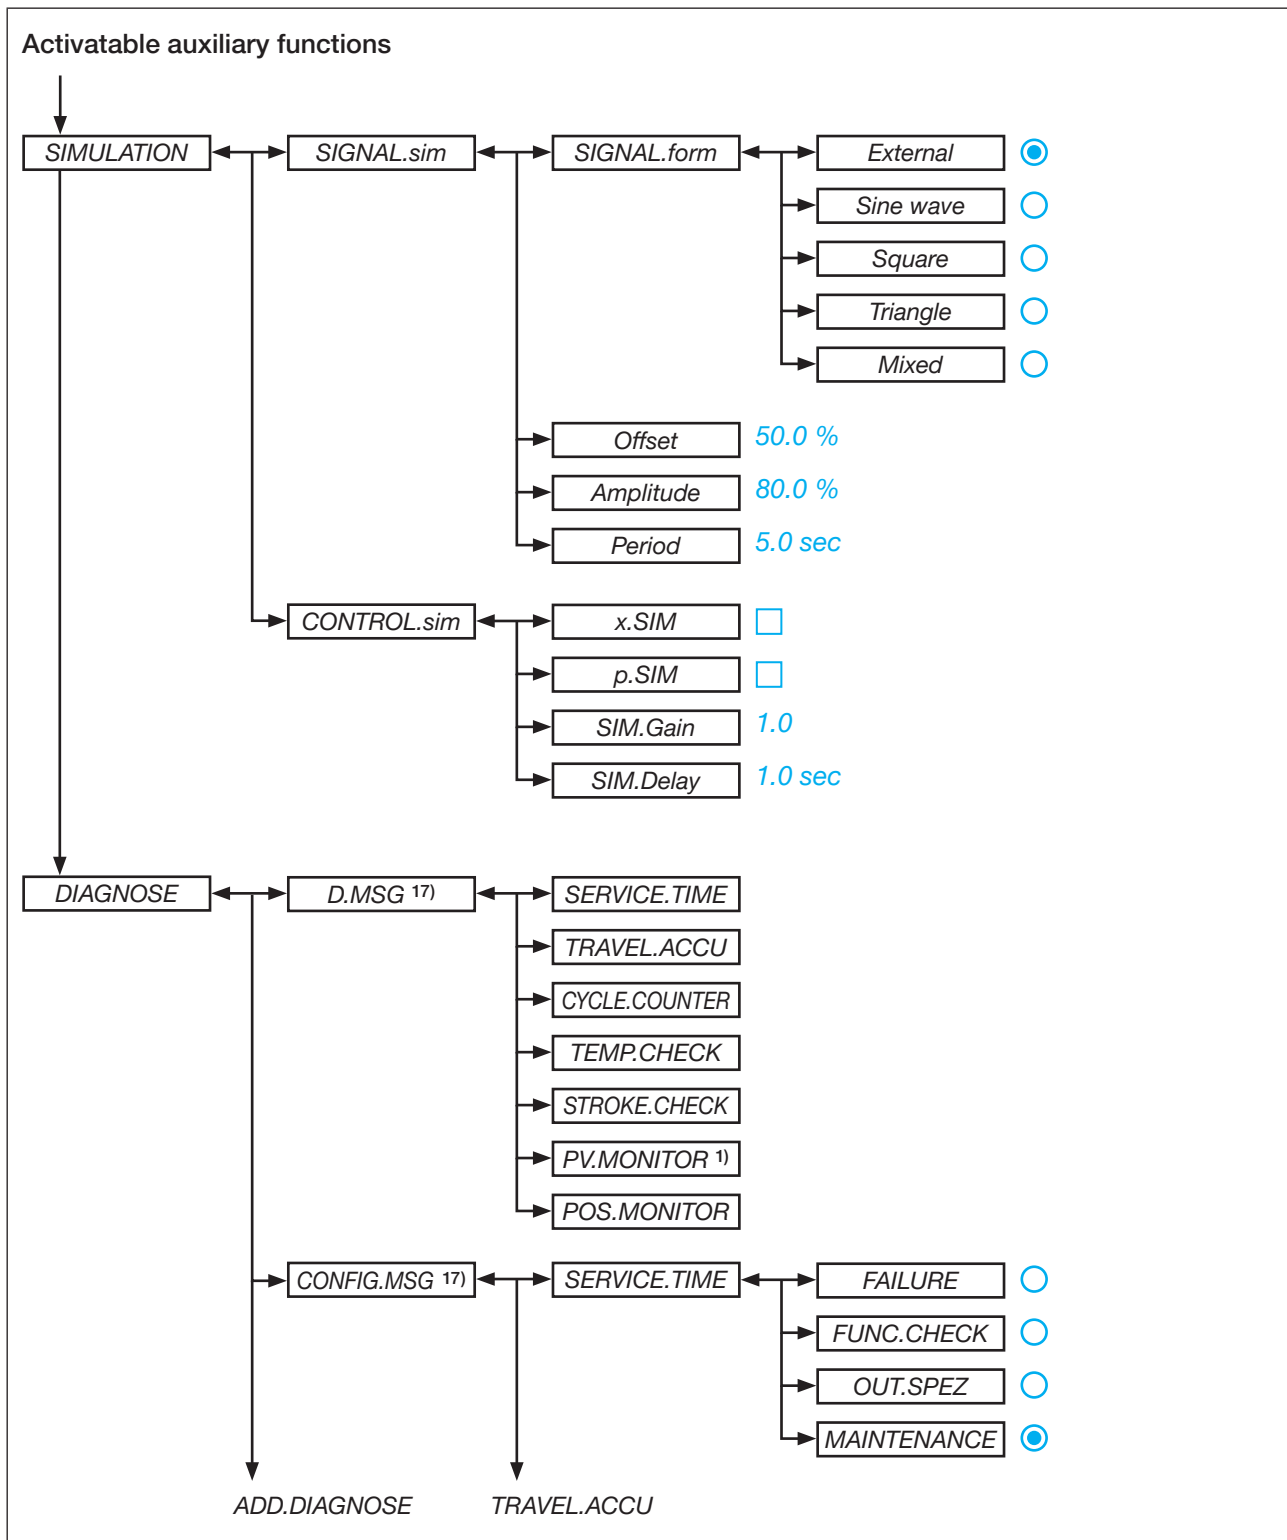 Activatable auxiliary functions
SIMULATION
SIGNAL.sim
SIGNAL.form
External
Sine wave
Square
Triangle
Mixed
Offset
50.0 %
Amplitude
80.0 %
Period
5.0 sec
CONTROL.sim
x.SIM
p.SIM
SIM.Gain
1.0
SIM.Delay
1.0 sec
DIAGNOSE
D.MSG 17)
SERVICE.TIME
TRAVEL.ACCU
CYCLE.COUNTER
TEMP.CHECK
STROKE.CHECK
PV.MONITOR 1)
POS.MONITOR
CONFIG.MSG 17)
SERVICE.TIME
FAILURE
FUNC.CHECK
OUT.SPEZ
MAINTENANCE
ADD.DIAGNOSE
TRAVEL.ACCU